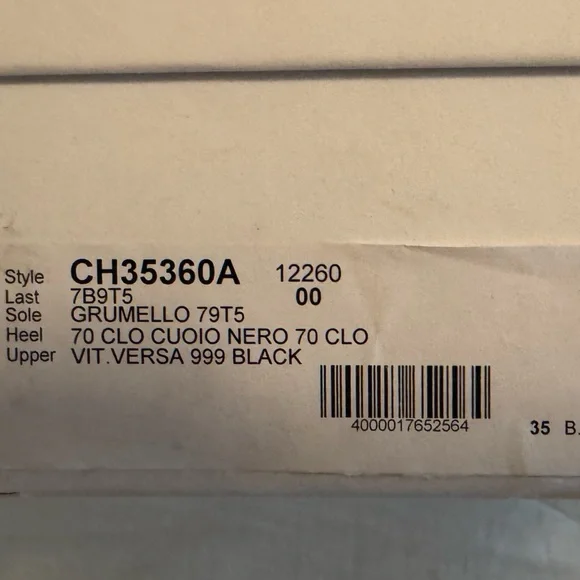 Style CH35360A 12260
Last 7B9T5 00
Sole GRUMELLO 79T5
Heel 70 CLO CUOIO NERO 70 CLO
Upper VIT.VERSA 999 BLACK
4000017652564
35 B.